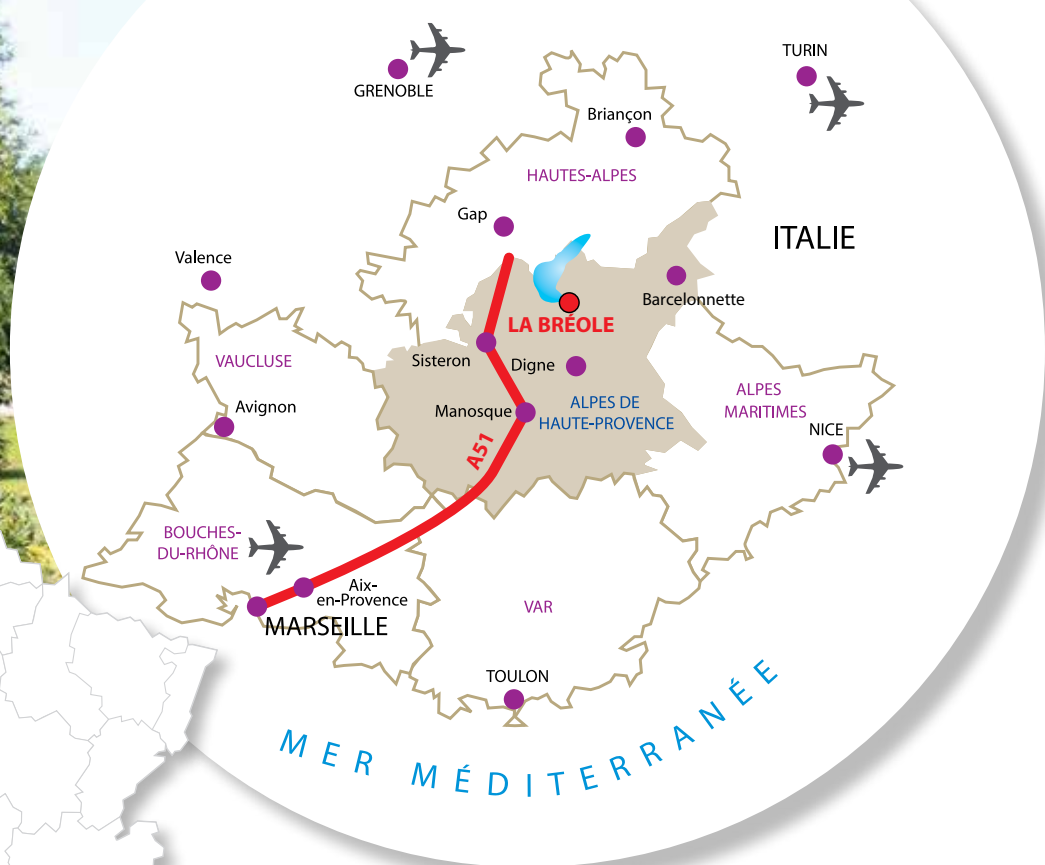 TURIN
GRENOBLE
Briançon
HAUTES-ALPES
Gap
ITALIE
Valence
Barcelonnette
LA BRÉOLE
VAUCLUSE
Sisteron
Digne
ALPES
MARITIMES
Avignon
Manosque
ALPES DE
HAUTE-PROVENCE
NICE
A51
BOUCHES-
DU-RHÔNE
Aix-
en-Provence
MARSEILLE
VAR
TOULON
MER MÉDITERRANÉE